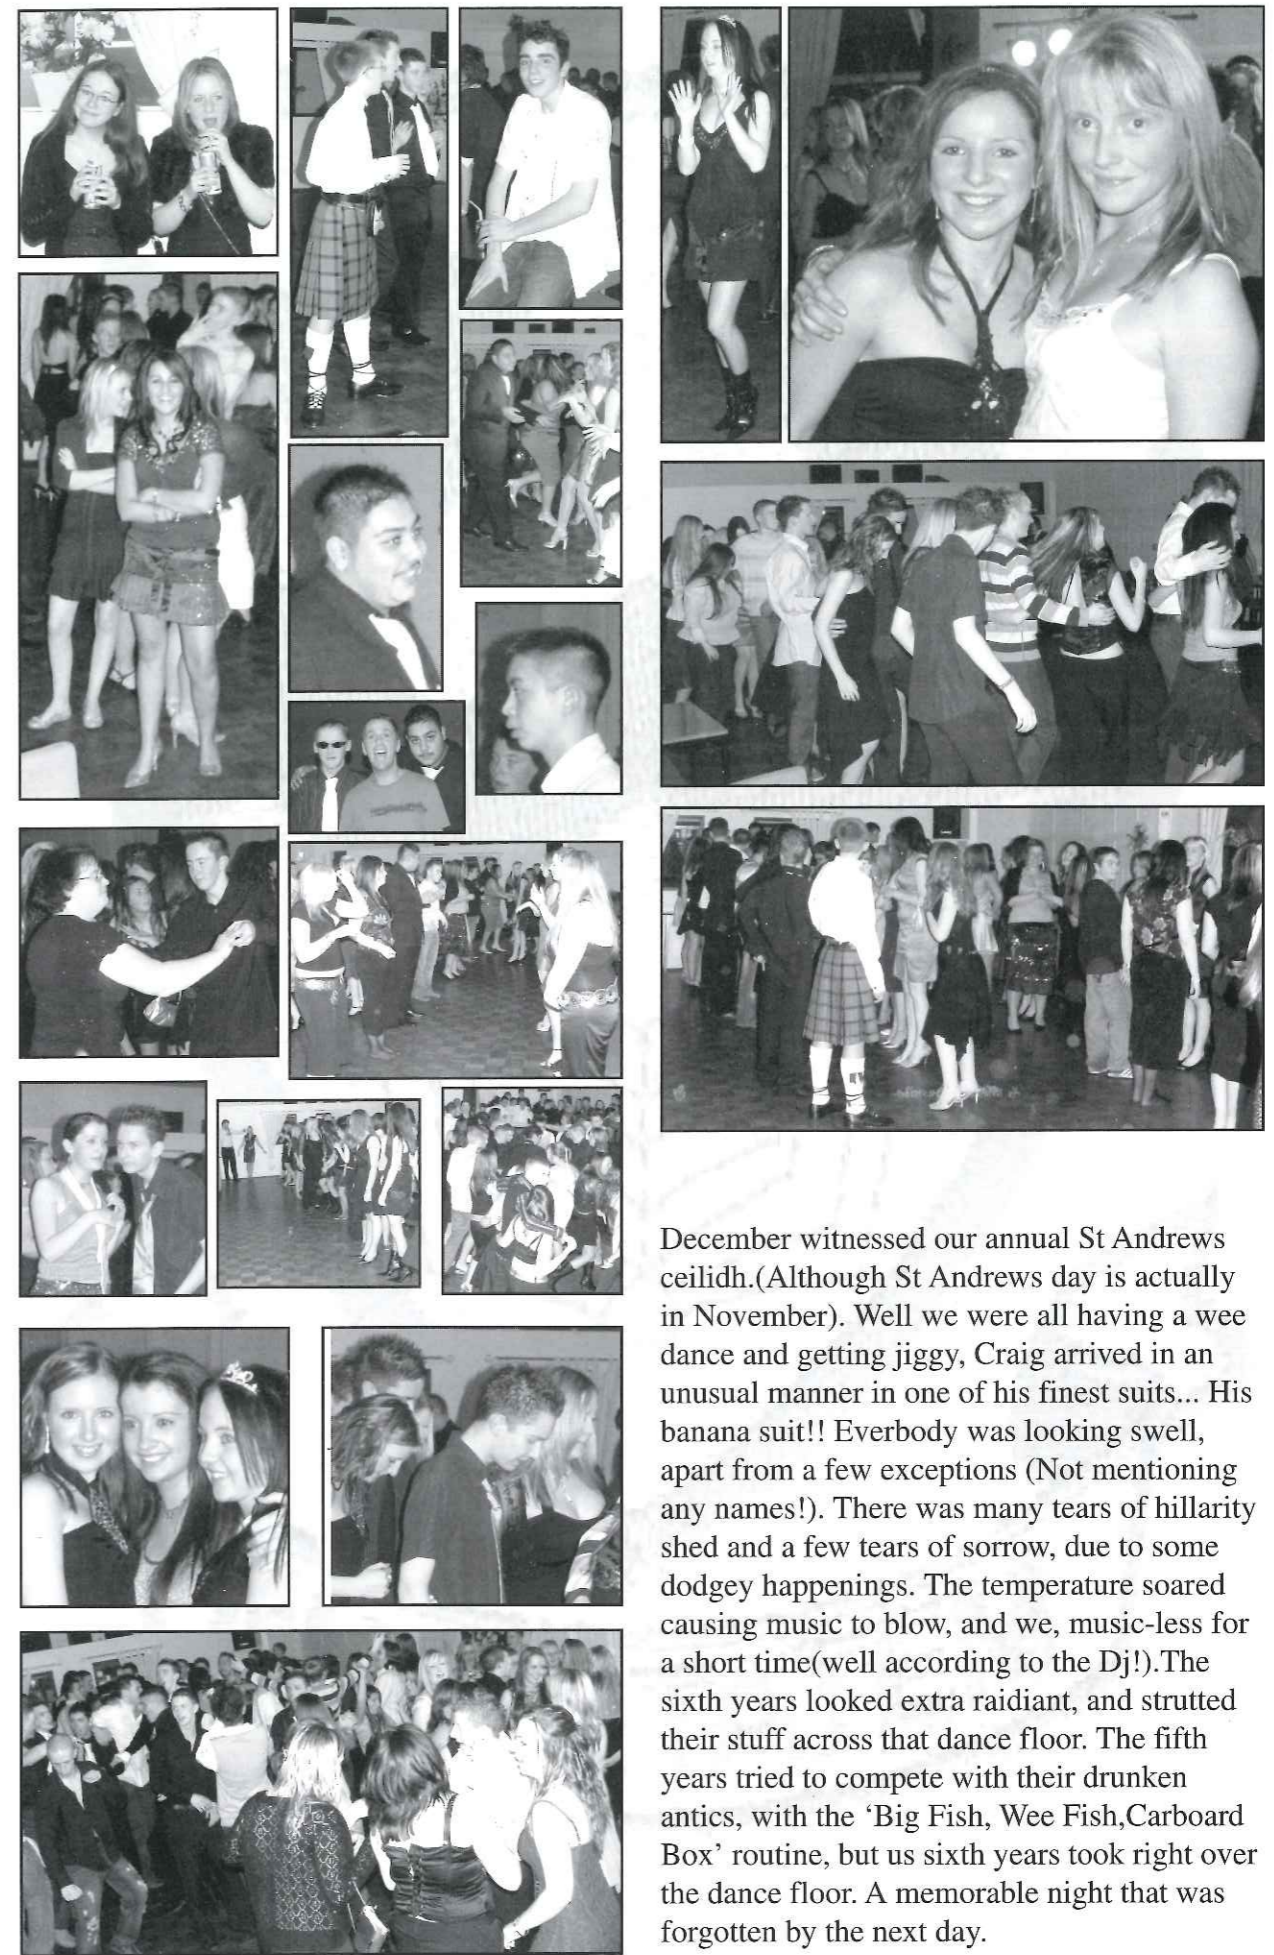 December witnessed our annual St Andrews
ceilidh.(Although St Andrews day is actually
in November). Well we were all having a wee
dance and getting jiggy, Craig arrived in an
unusual manner in one of his finest suits... His
banana suit!! Everbody was looking swell,
apart from a few exceptions (Not mentioning
any names!). There was many tears of hillarity
shed and a few tears of sorrow, due to some
dodgey happenings. The temperature soared
causing music to blow, and we, music-less for
a short time(well according to the Dj!).The
sixth years looked extra raidiant, and strutted
their stuff across that dance floor. The fifth
years tried to compete with their drunken
antics, with the ‘Big Fish, Wee Fish,Carboard
Box’ routine, but us sixth years took right over
the dance floor. A memorable night that was
forgotten by the next day.